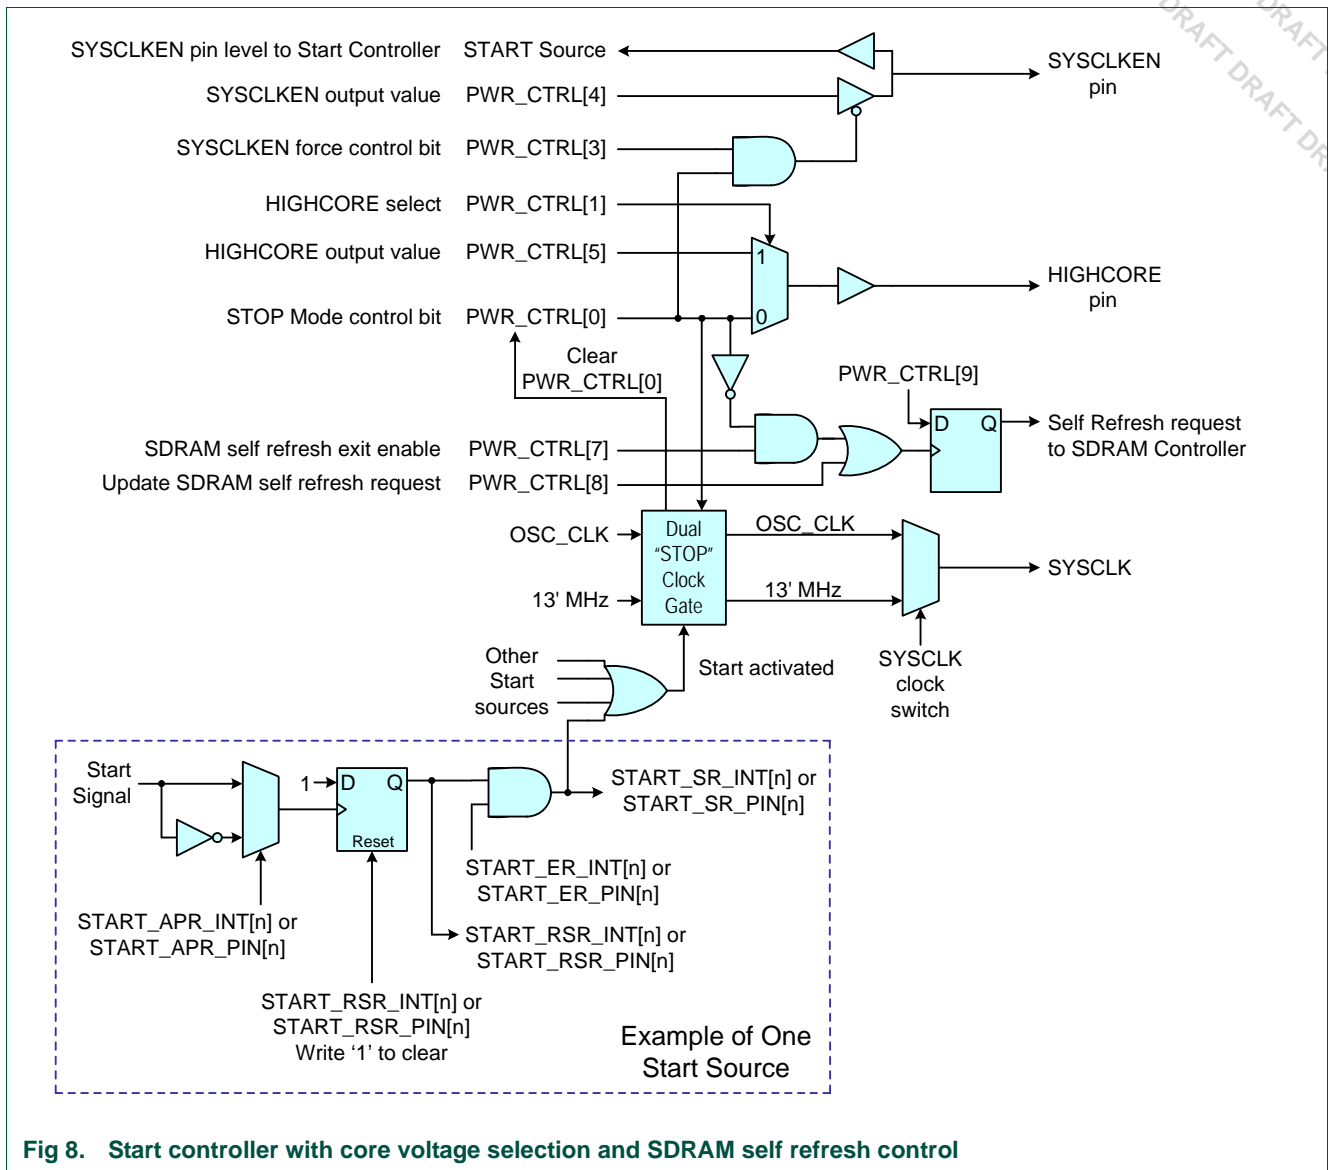 DRAFT DRAFT DR
DRAFT
SYSCLKEN pin level to Start Controller START Source
SYSCLKEN
pin
SYSCLKEN output value PWR_CTRL[4]
SYSCLKEN force control bit PWR_CTRL[3]
HIGHCORE select PWR_CTRL[1]
HIGHCORE output value PWR_CTRL[5]
1
HIGHCORE
pin
STOP Mode control bit PWR_CTRL[0]
0
Clear
PWR_CTRL[0]
PWR_CTRL[9]
D Q
Self Refresh request
to SDRAM Controller
SDRAM self refresh exit enable PWR_CTRL[7]
Update SDRAM self refresh request PWR_CTRL[8]
OSC_CLK
13' MHz
Dual
"STOP"
Clock
Gate
OSC_CLK
13' MHz
SYSCLK
SYSCLK
clock
switch
Start activated
Other
Start
sources
Start
Signal
1
D Q
Reset
START_SR_INT[n] or
START_SR_PIN[n]
START_ER_INT[n] or
START_ER_PIN[n]
START_APR_INT[n] or
START_APR_PIN[n]
START_RSR_INT[n] or
START_RSR_PIN[n]
START_RSR_INT[n] or
START_RSR_PIN[n]
Write ‘1’ to clear
Example of One
Start Source
Fig 8. Start controller with core voltage selection and SDRAM self refresh control